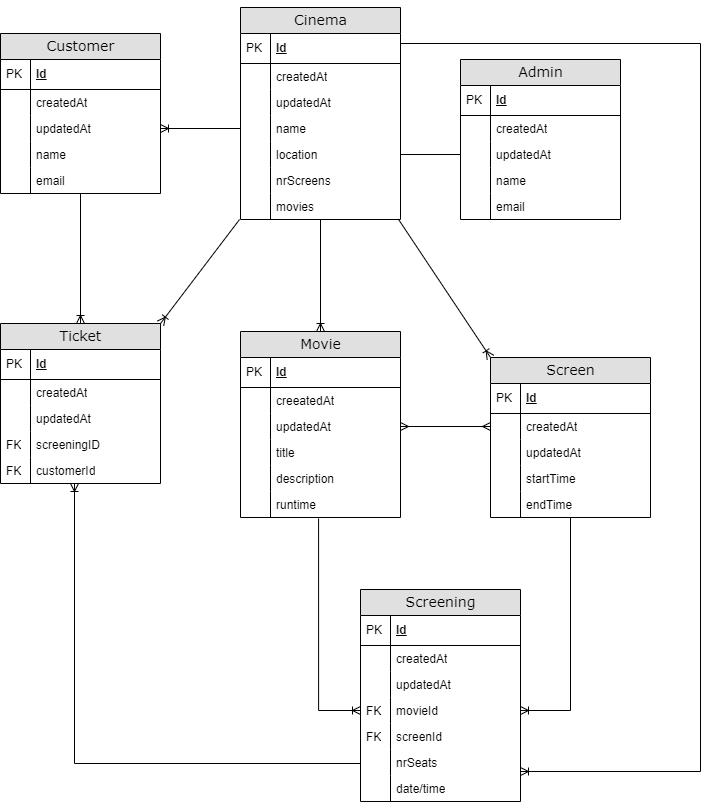 Customer
PK Id
createdAt
updatedAt
name
email
Cinema
PK Id
createdAt
updatedAt
name
location
nrScreens
movies
Admin
PK Id
createdAt
updatedAt
name
email
Ticket
PK Id
createdAt
updatedAt
FK screeningID
FK customerId
Movie
PK Id
creeatedAt
updatedAt
title
description
runtime
Screen
PK Id
createdAt
updatedAt
startTime
endTime
Screening
PK Id
createdAt
updatedAt
FK movieId
FK screenId
nrSeats
date/time